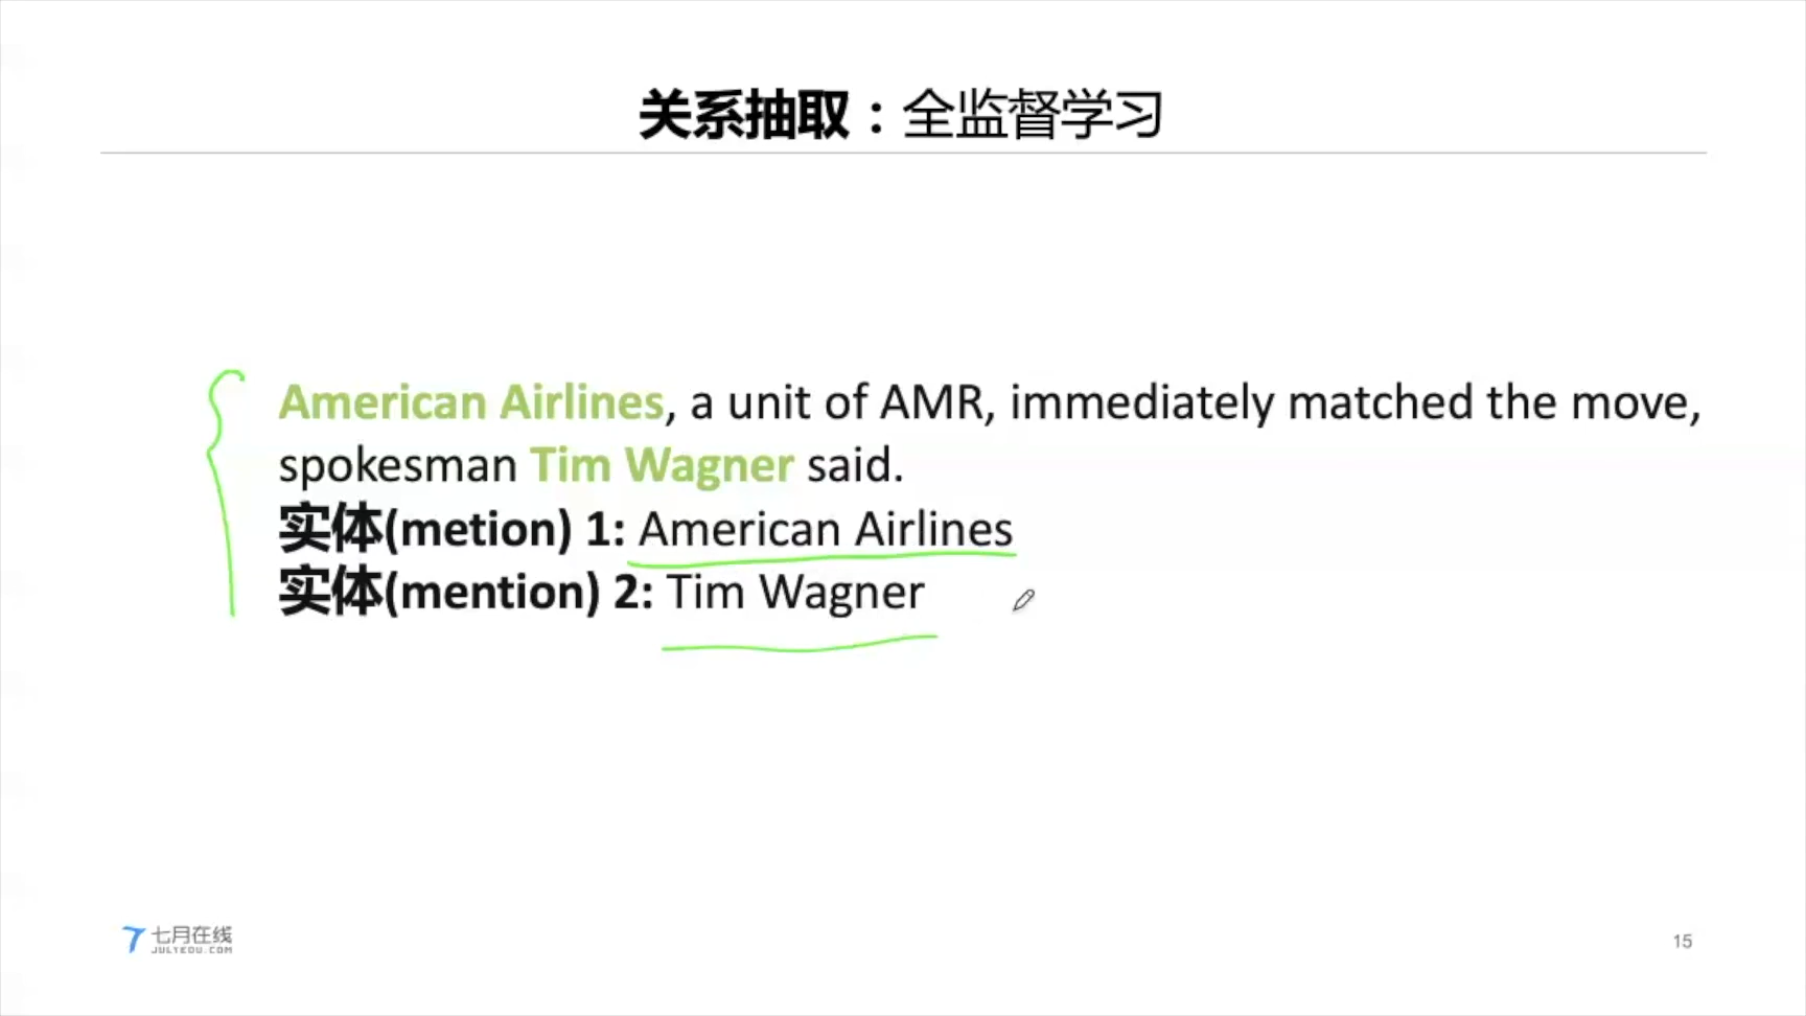 关系抽取：全监督学习
American Airlines, a unit of AMR, immediately matched the move,
spokesman Tim Wagner said.
实体(metion) 1: American Airlines
实体(mention) 2: Tim Wagner
七月在线
JULYEDU.COM
15